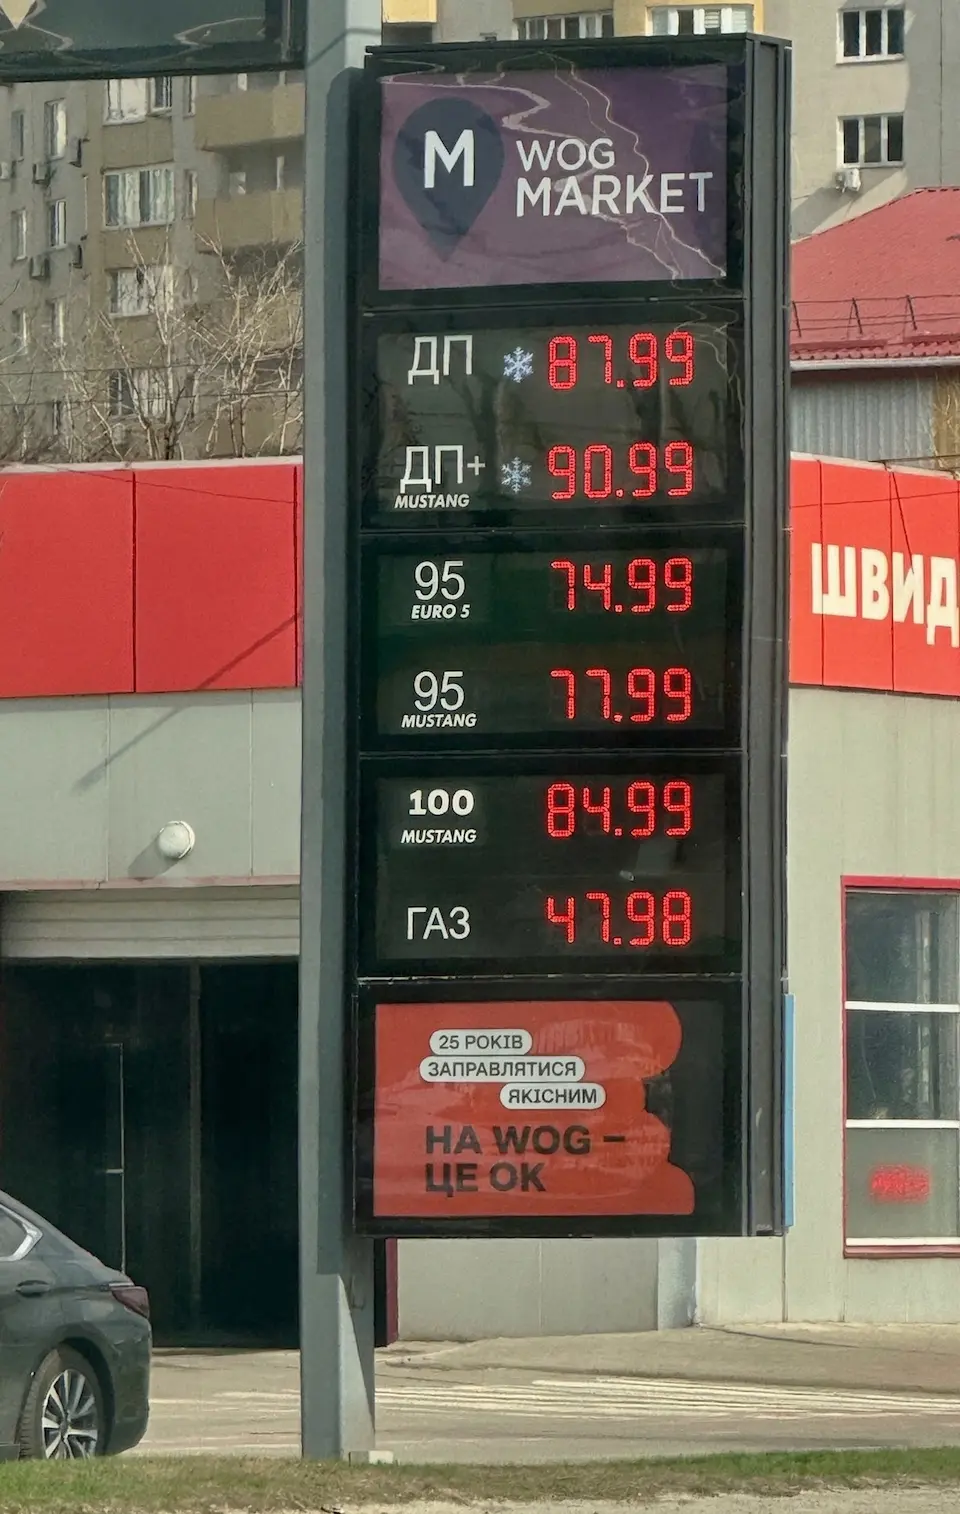 M
WOG
MARKET
ДП 87.99
ДП+ 90.99
MUSTANG
95 74.99
EURO 5
95 77.99
MUSTANG
100 84.99
MUSTANG
ГАЗ 47.98
25 РОКІВ
ЗАПРАВЛЯТИСЯ
ЯКІСНИМ
НА WOG –
ЦЕ ОК
ШВИД